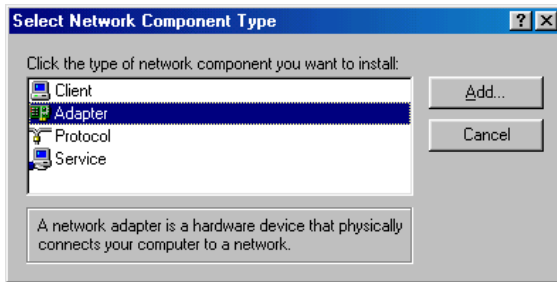 Select Network Component Type
Click the type of network component you want to install:
Client
Adapter
Protocol
Service
Add...
Cancel
A network adapter is a hardware device that physically
connects your computer to a network.